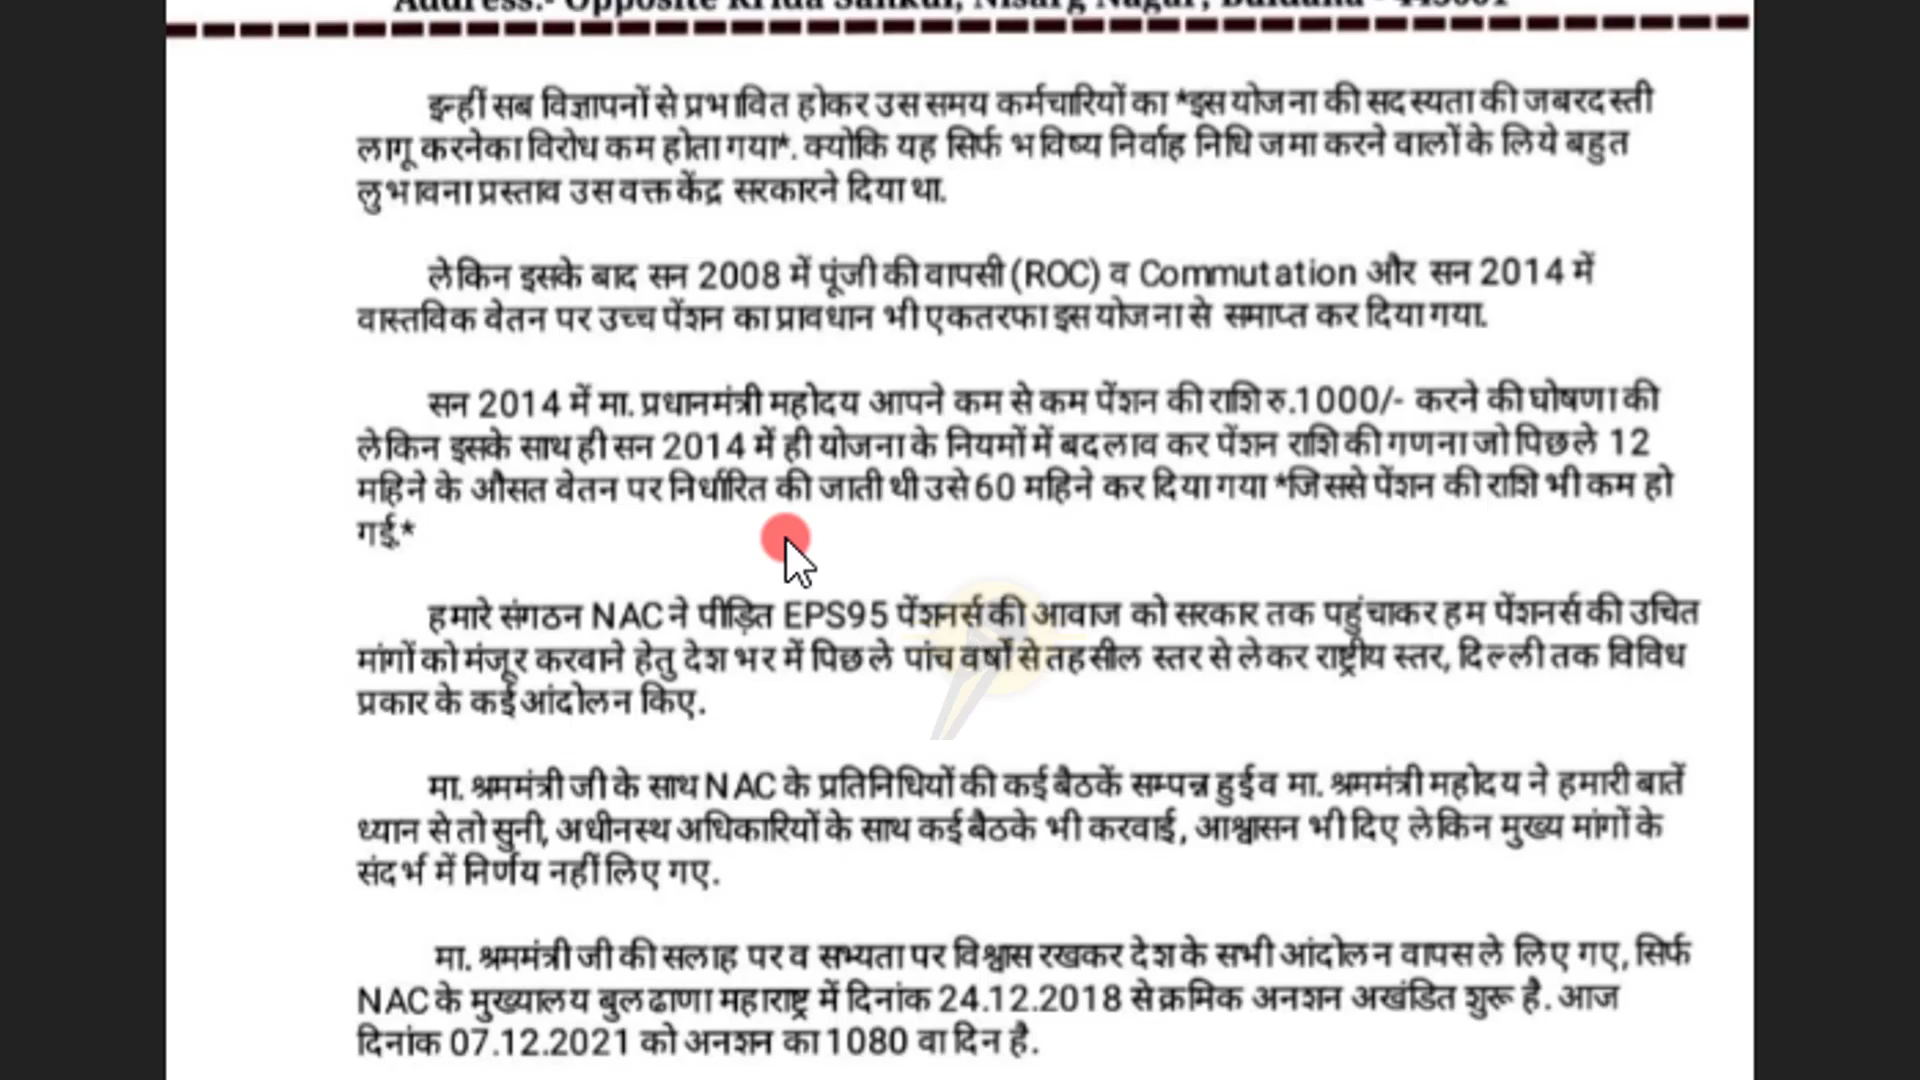 Address:- Opposite Krida Sankul, Nisarg Nagar, Buldana - 443001
इन्हीं सब विज्ञापनों से प्रभावित होकर उस समय कर्मचारियों का *इस योजना की सदस्यता की जबरदस्ती
लागू करनेका विरोध कम होता गया*. क्योकि यह सिर्फ भविष्य निर्वाह निधि जमा करने वालों के लिये बहुत
लुभावना प्रस्ताव उस वक्त केंद्र सरकारने दिया था.
लेकिन इसके बाद सन 2008 में पूंजी की वापसी (ROC) व Commutation और सन 2014 में
वास्तविक वेतन पर उच्च पेंशन का प्रावधान भी एकतरफा इस योजना से समाप्त कर दिया गया.
सन 2014 में मा. प्रधानमंत्री महोदय आपने कम से कम पेंशन की राशि रु.1000/- करने की घोषणा की
लेकिन इसके साथ ही सन 2014 में ही योजना के नियमों में बदलाव कर पेंशन राशि की गणना जो पिछले 12
महिने के औसत वेतन पर निर्धारित की जाती थी उसे 60 महिने कर दिया गया *जिससे पेंशन की राशि भी कम हो
गई.*
हमारे संगठन NAC ने पीड़ित EPS95 पेंशनर्स की आवाज को सरकार तक पहुंचाकर हम पेंशनर्स की उचित
मांगों को मंजूर करवाने हेतु देश भर में पिछले पांच वर्षों से तहसील स्तर से लेकर राष्ट्रीय स्तर, दिल्ली तक विविध
प्रकार के कई आंदोलन किए.
मा. श्रममंत्री जी के साथ NAC के प्रतिनिधियों की कई बैठकें सम्पन्न हुई व मा. श्रममंत्री महोदय ने हमारी बातें
ध्यान से तो सुनी, अधीनस्थ अधिकारियों के साथ कई बैठके भी करवाई, आश्वासन भी दिए लेकिन मुख्य मांगों के
संदर्भ में निर्णय नहीं लिए गए.
मा. श्रममंत्री जी की सलाह पर व सभ्यता पर विश्वास रखकर देश के सभी आंदोलन वापस ले लिए गए, सिर्फ
NAC के मुख्यालय बुलढाणा महाराष्ट्र में दिनांक 24.12.2018 से क्रमिक अनशन अखंडित शुरू है. आज
दिनांक 07.12.2021 को अनशन का 1080 वा दिन है.